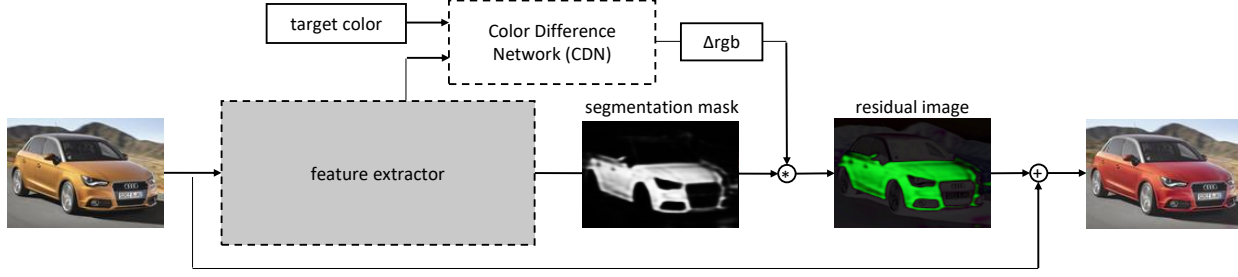 target color
Color Difference
Network (CDN)
Δrgb
segmentation mask
residual image
feature extractor
*
+